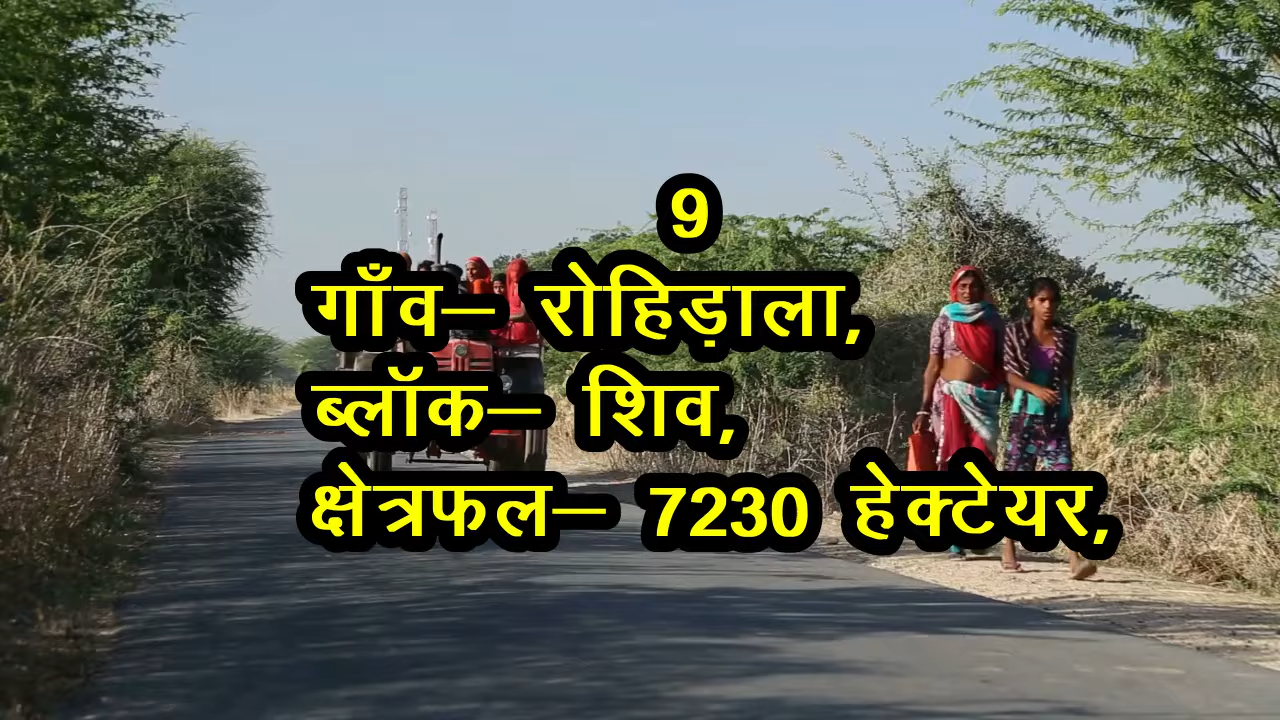 9
गाँव– रोहिड़ाला,
ब्लॉक– शिव,
क्षेत्रफल– 7230 हेक्टेयर,